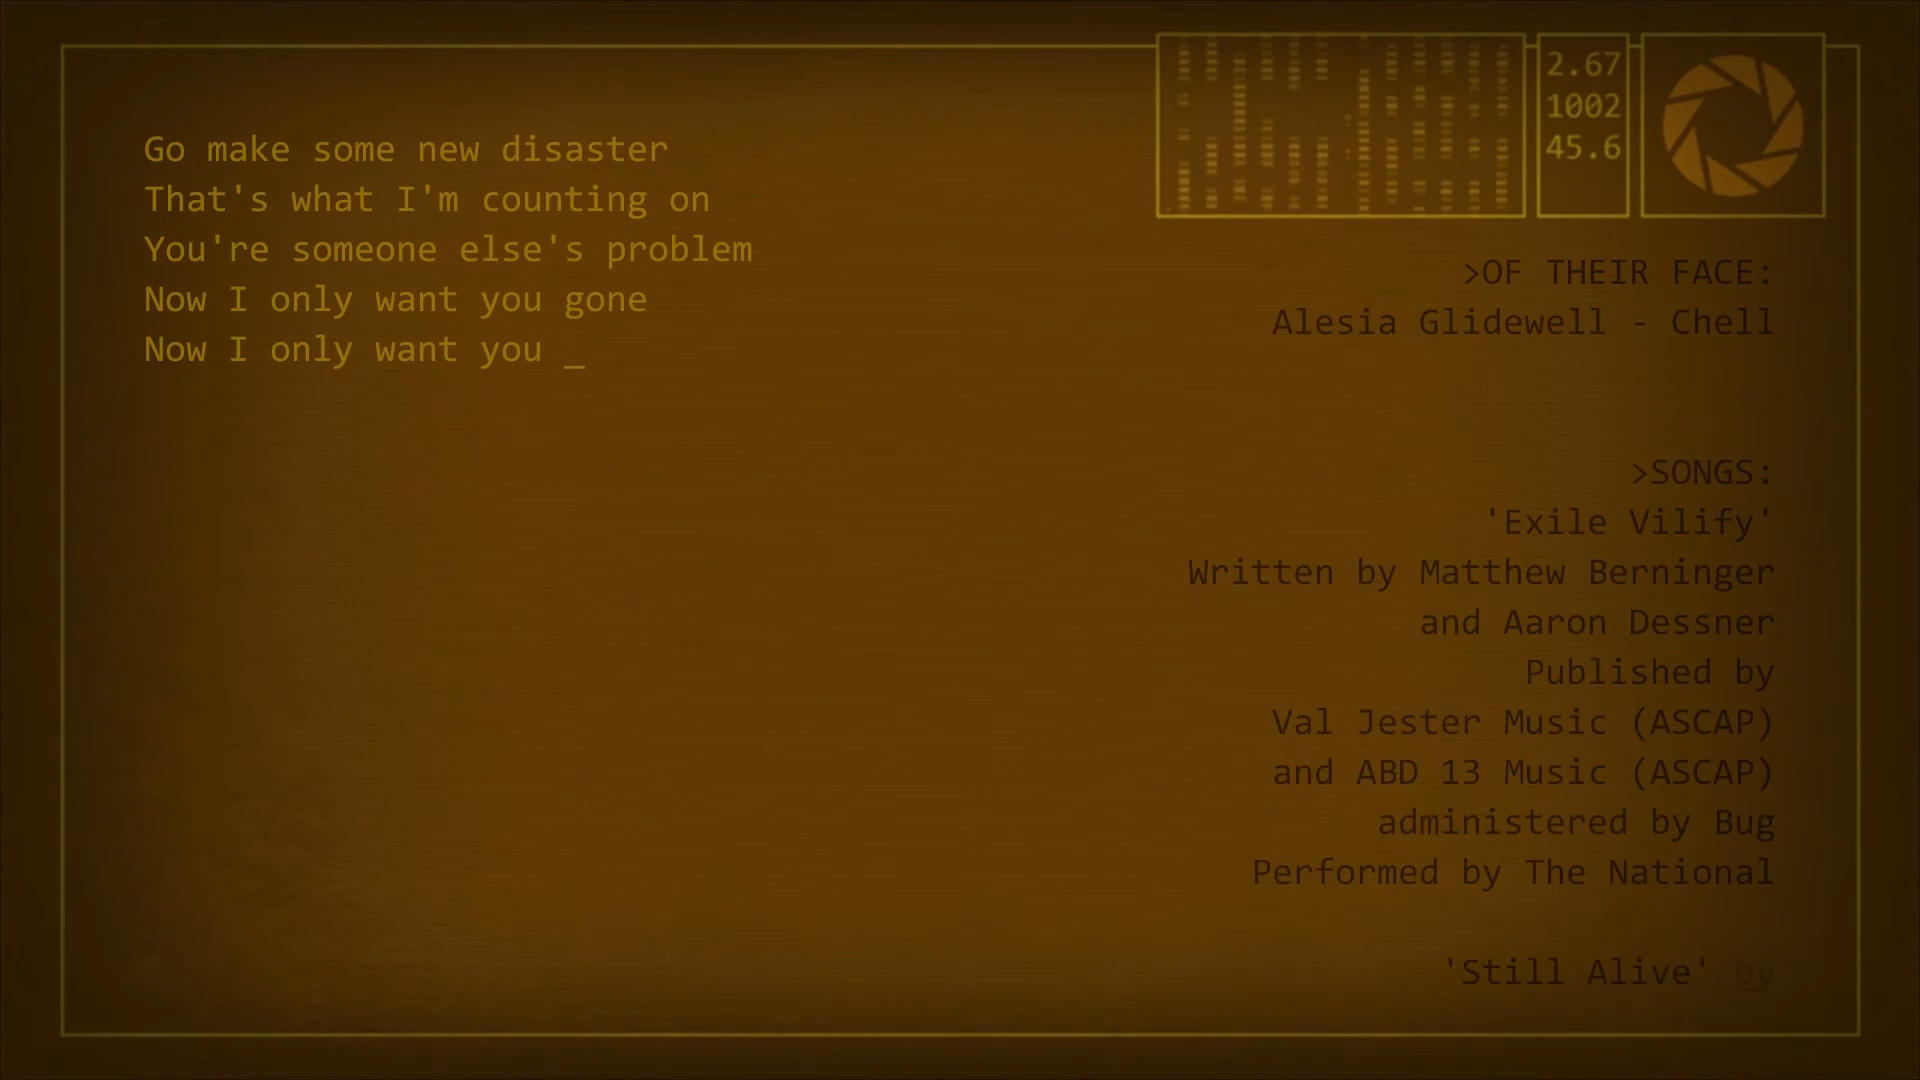 Go make some new disaster
That's what I'm counting on
You're someone else's problem
Now I only want you gone
Now I only want you _
2.67
1002
45.6
>OF THEIR FACE:
Alesia Glidewell - Chell
>SONGS:
'Exile Vilify'
Written by Matthew Berninger
and Aaron Dessner
Published by
Val Jester Music (ASCAP)
and ABD 13 Music (ASCAP)
administered by Bug
Performed by The National
'Still Alive' by